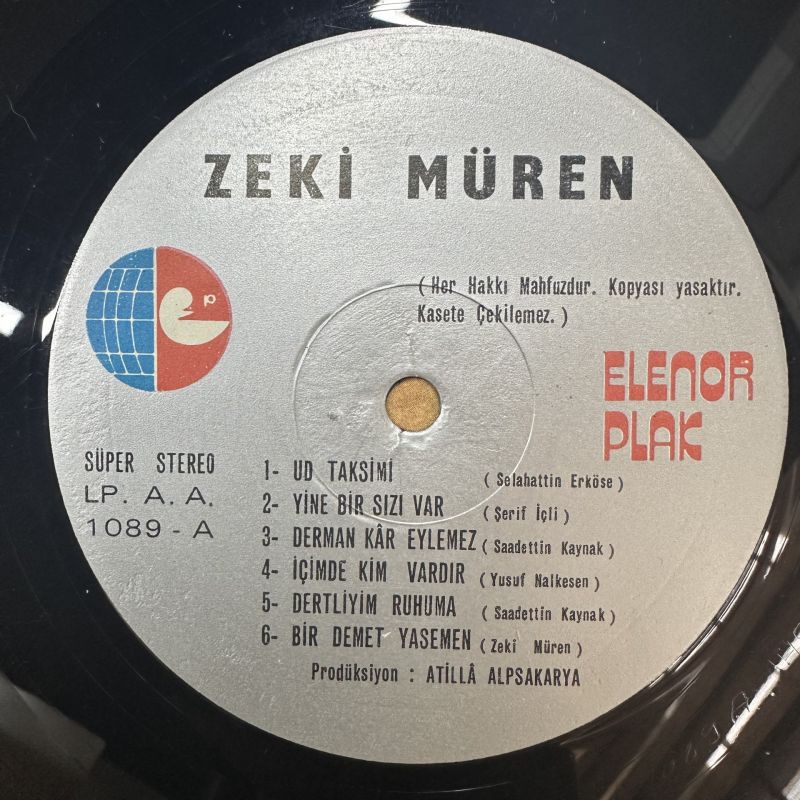 ZEKİ MÜREN
(Her Hakkı Mahfuzdur. Kopyası yasaktır.
Kasete Çekilemez.)
ep
ELENOR
PLAK
SÜPER STEREO
LP. A. A.
1089 - A
1- UD TAKSİMİ (Selahattin Erköse)
2- YİNE BİR SIZI VAR (Şerif İçli)
3- DERMAN KÂR EYLEMEZ (Saadettin Kaynak)
4- İÇİMDE KİM VARDIR (Yusuf Nalkesen)
5- DERTLİYİM RUHUMA (Saadettin Kaynak)
6- BİR DEMET YASEMEN (Zeki Müren)
Prodüksiyon : ATİLLÂ ALPSAKARYA